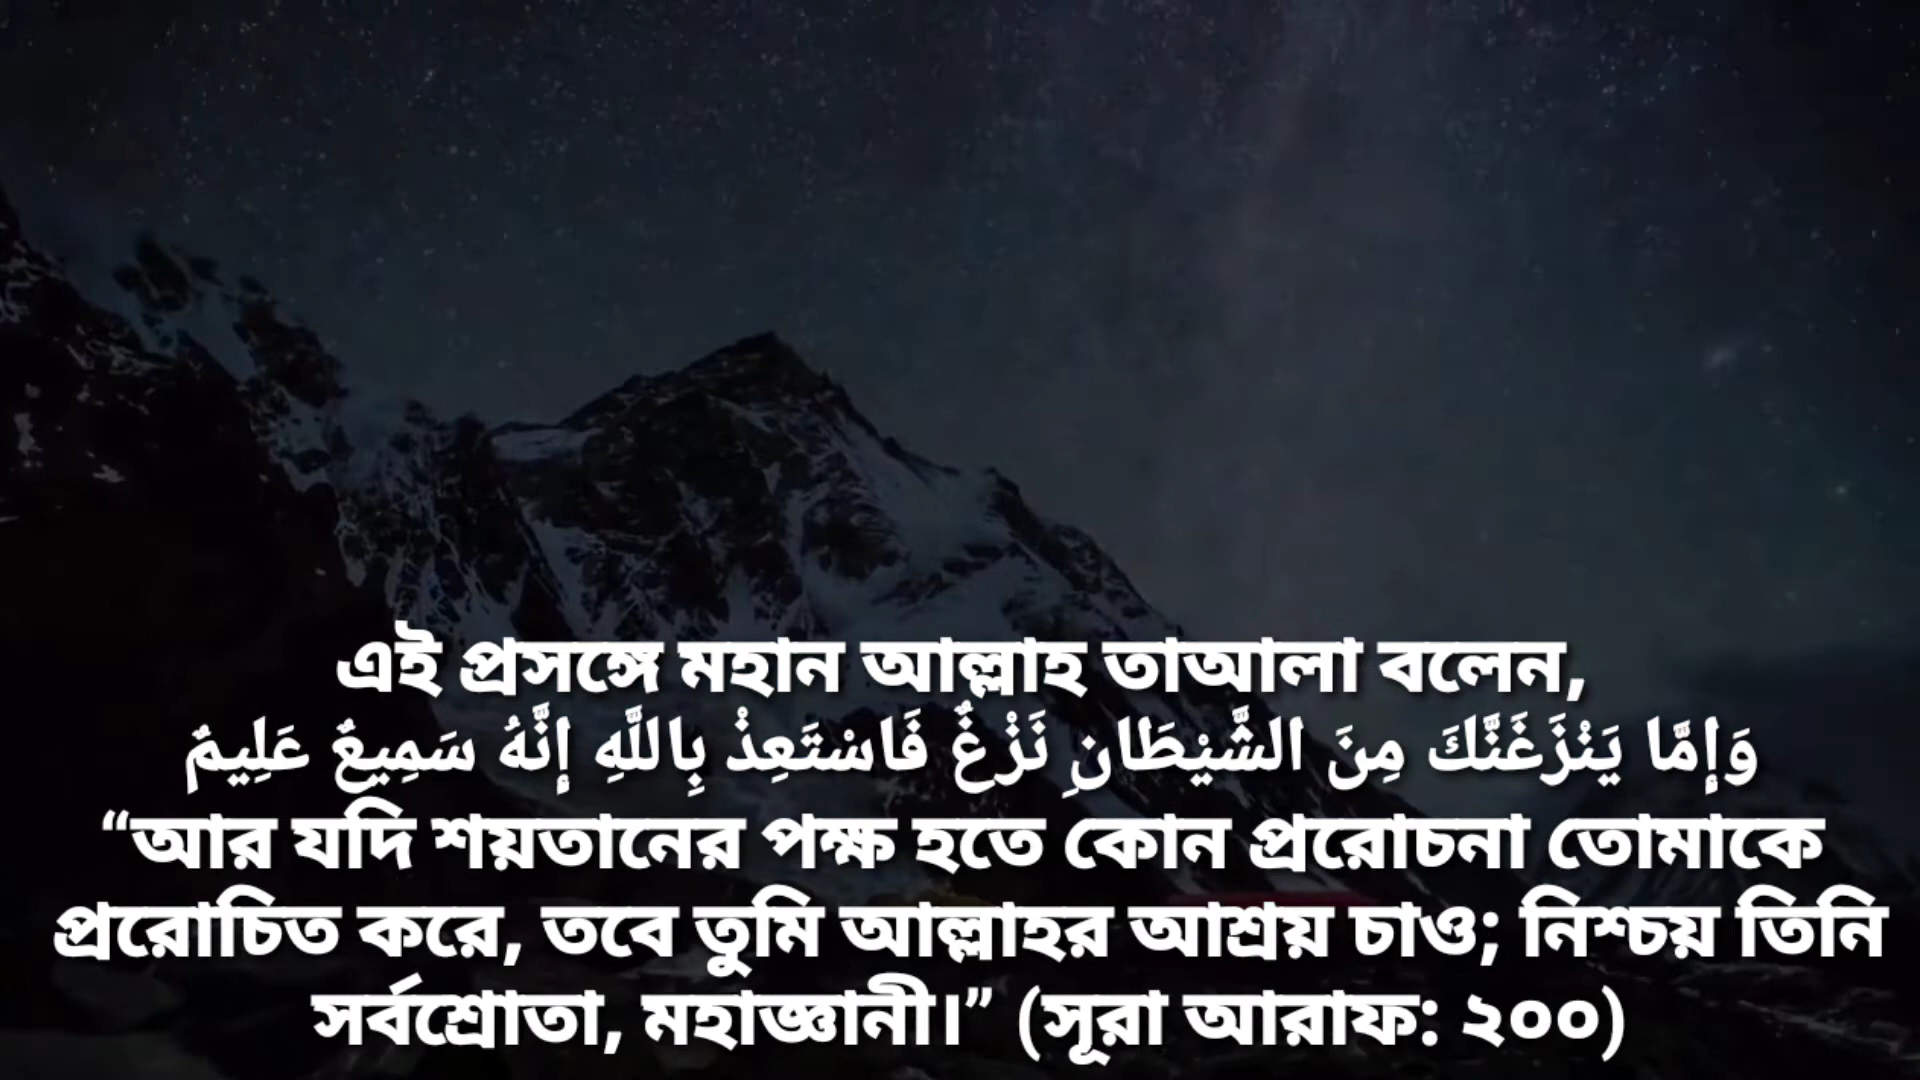 এই প্রসঙ্গে মহান আল্লাহ তাআলা বলেন,
وَإِمَّا يَنْزَغَنَّكَ مِنَ الشَّيْطَانِ نَزْغٌ فَاسْتَعِذْ بِاللَّهِ إِنَّهُ سَمِيعٌ عَلِيمٌ
“আর যদি শয়তানের পক্ষ হতে কোন প্ররোচনা তোমাকে
প্ররোচিত করে, তবে তুমি আল্লাহর আশ্রয় চাও; নিশ্চয় তিনি
সর্বশ্রোতা, মহাজ্ঞানী।” (সূরা আরাফ: ২০০)